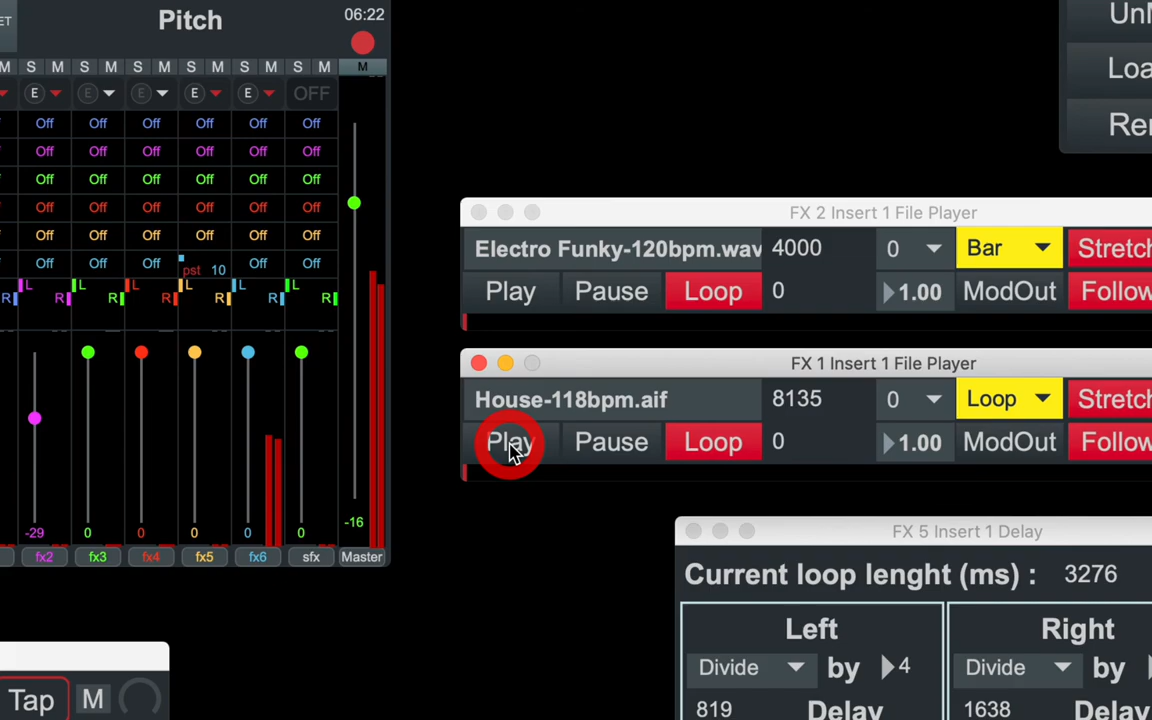 ET
Pitch
06:22
M S M S M S M S M S M S M M
E E E E E OFF
Off Off Off Off Off Off
Off Off Off Off Off Off
Off Off Off Off Off Off
Off Off Off Off Off Off
Off Off Off Off Off Off
Off Off Off Off Off
pst 10
L L L L L
R R R R R R
-29 0 0 0 0 0 -16
fx2 fx3 fx4 fx5 fx6 sfx Master
Tap M
Loa
Re
FX 2 Insert 1 File Player
Electro Funky-120bpm.wav 4000 0 Bar Stretch
Play Pause Loop 0 1.00 ModOut Follow
FX 1 Insert 1 File Player
House-118bpm.aif 8135 0 Loop Stretch
Play Pause Loop 0 1.00 ModOut Follow
FX 5 Insert 1 Delay
Current loop lenght (ms) : 3276
Left Right
Divide by 4 Divide by
819 Delay 1638 Delay